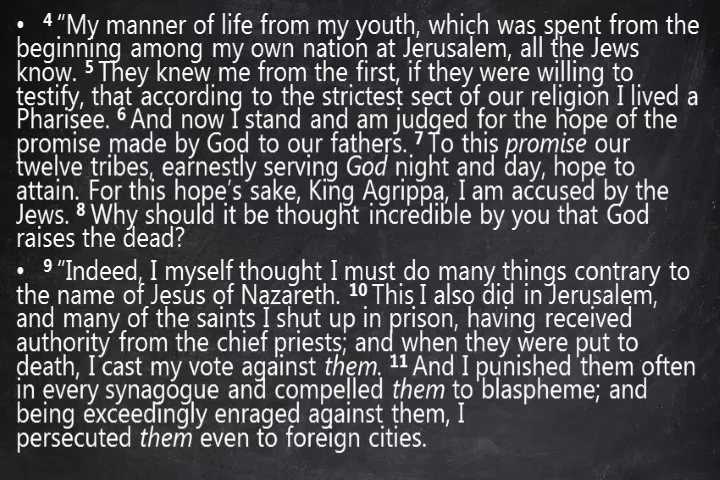 • 4 “My manner of life from my youth, which was spent from the
beginning among my own nation at Jerusalem, all the Jews
know. 5 They knew me from the first, if they were willing to
testify, that according to the strictest sect of our religion I lived a
Pharisee. 6 And now I stand and am judged for the hope of the
promise made by God to our fathers. 7 To this promise our
twelve tribes, earnestly serving God night and day, hope to
attain. For this hope’s sake, King Agrippa, I am accused by the
Jews. 8 Why should it be thought incredible by you that God
raises the dead?
• 9 “Indeed, I myself thought I must do many things contrary to
the name of Jesus of Nazareth. 10 This I also did in Jerusalem,
and many of the saints I shut up in prison, having received
authority from the chief priests; and when they were put to
death, I cast my vote against them. 11 And I punished them often
in every synagogue and compelled them to blaspheme; and
being exceedingly enraged against them, I
persecuted them even to foreign cities.